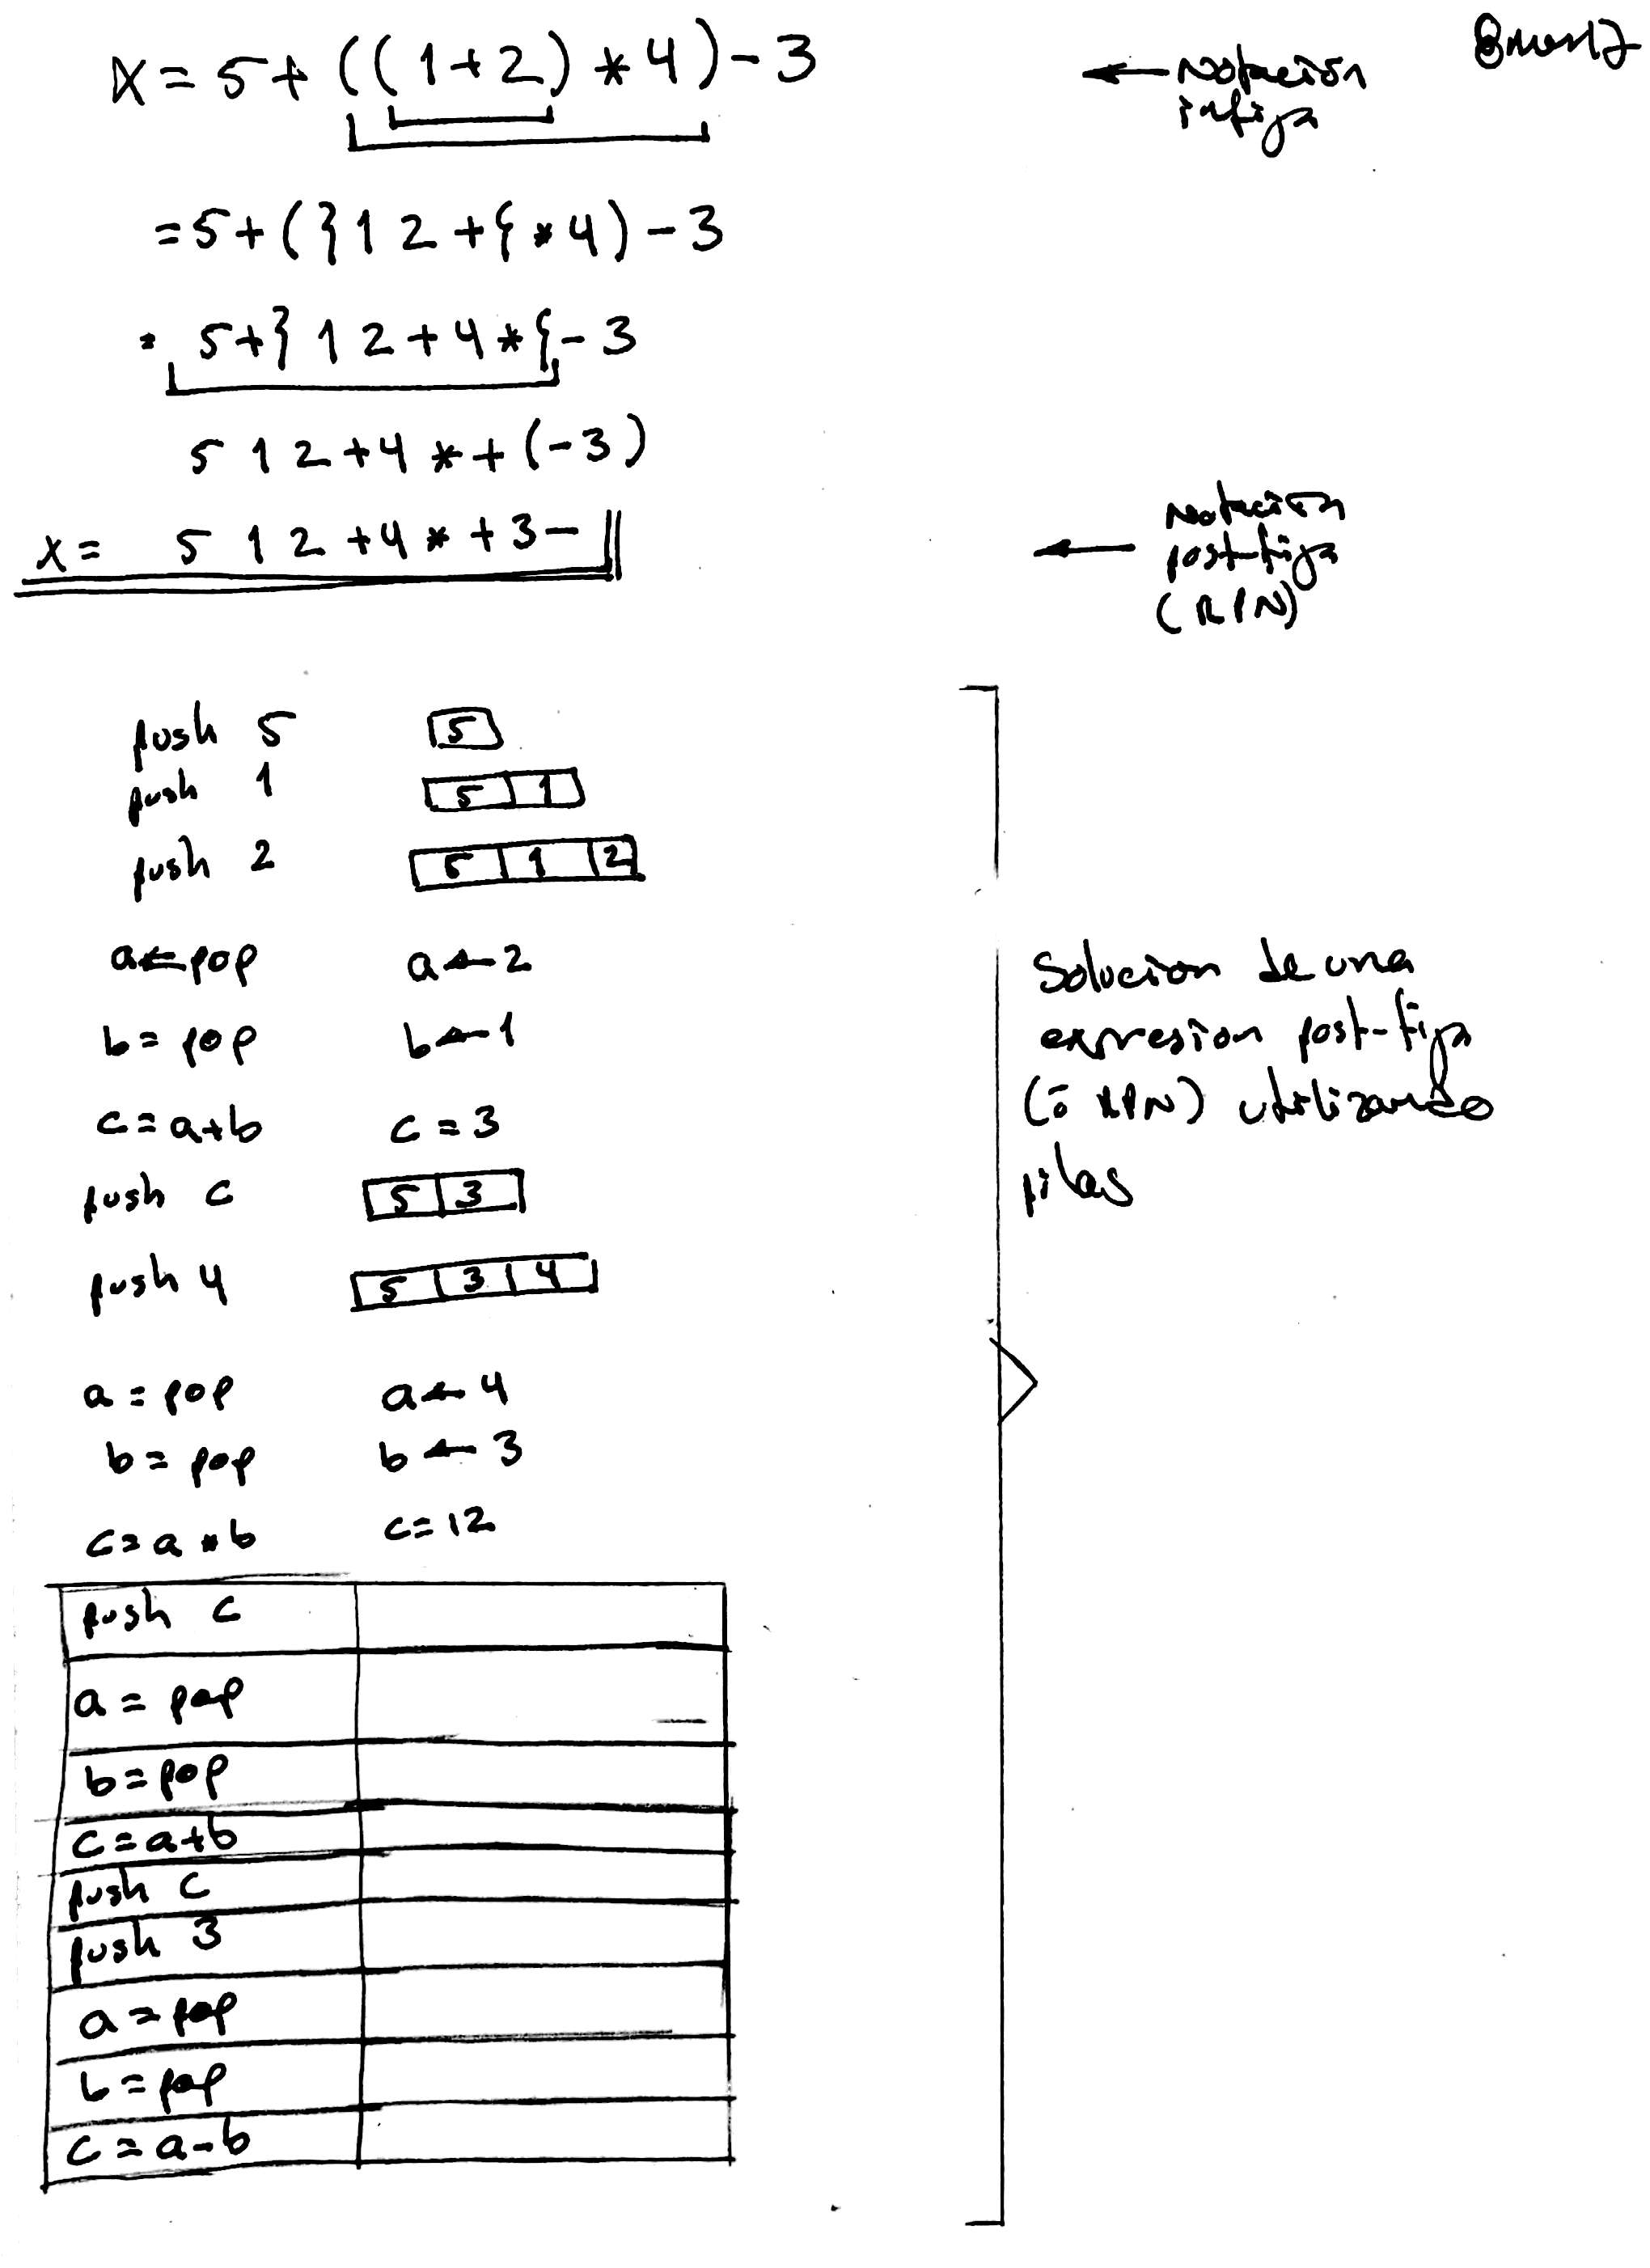 x = 5 + ((1+2) * 4) - 3
← Notación
infija
= 5 + ( } 1 2 + { * 4) - 3
= 5 + } 1 2 + 4 * { - 3
5 1 2 + 4 * + (-3)
x = 5 1 2 + 4 * + 3 -
← Notación
post-fija
(RPN)
push 5 5
push 1 5 1
push 2 5 1 2
a ← pop a ← 2
b = pop b ← 1
c = a+b c = 3
push c 5 3
push 4 5 3 4
a = pop a ← 4
b = pop b ← 3
c = a * b c = 12
push c
a = pop
b = pop
c = a+b
push c
push 3
a = pop
b = pop
c = a-b
Solucion de una
expresion post-fija
(ó RPN) utilizando
pilas